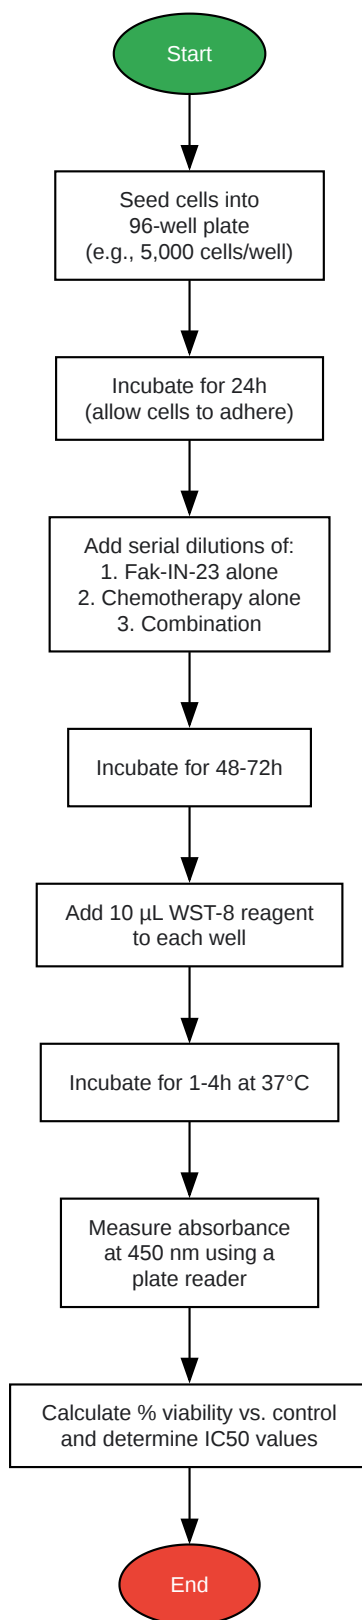 Start
Seed cells into
96-well plate
(e.g., 5,000 cells/well)
Incubate for 24h
(allow cells to adhere)
Add serial dilutions of:
1. Fak-IN-23 alone
2. Chemotherapy alone
3. Combination
Incubate for 48-72h
Add 10 µL WST-8 reagent
to each well
Incubate for 1-4h at 37°C
Measure absorbance
at 450 nm using a
plate reader
Calculate % viability vs. control
and determine IC50 values
End